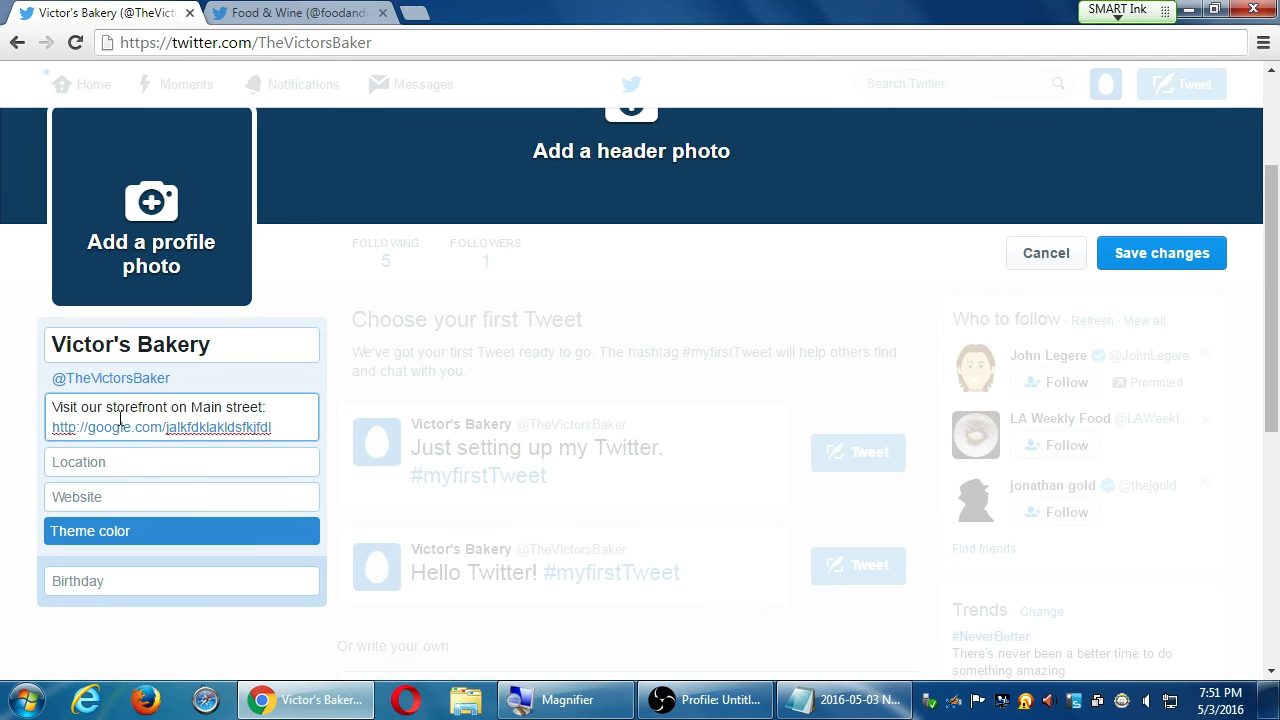 Victor's Bakery (@TheVict
Food & Wine (@foodand
SMART Ink
https://twitter.com/TheVictorsBaker
Home
Moments
Notifications
Messages
Search Twitter
Tweet
Add a header photo
Add a profile
photo
FOLLOWING
5
FOLLOWERS
1
Cancel
Save changes
Victor's Bakery
@TheVictorsBaker
Visit our storefront on Main street:
http://google.com/jalkfdklakldsfkjfdl
Location
Website
Theme color
Birthday
Choose your first Tweet
We've got your first Tweet ready to go. The hashtag #myfirstTweet will help others find
and chat with you.
Victor's Bakery @TheVictorsBaker
Just setting up my Twitter.
#myfirstTweet
Tweet
Victor's Bakery @TheVictorsBaker
Hello Twitter! #myfirstTweet
Tweet
Or write your own
Who to follow · Refresh · View all
John Legere @JohnLegere
Follow
Promoted
LA Weekly Food @LAWeekl..
Follow
jonathan gold @thejgold
Follow
Find friends
Trends · Change
#NeverBetter
There's never been a better time to do
something amazing
Victor's Baker...
Magnifier
Profile: Untitl...
2016-05-03 N...
7:51 PM
5/3/2016